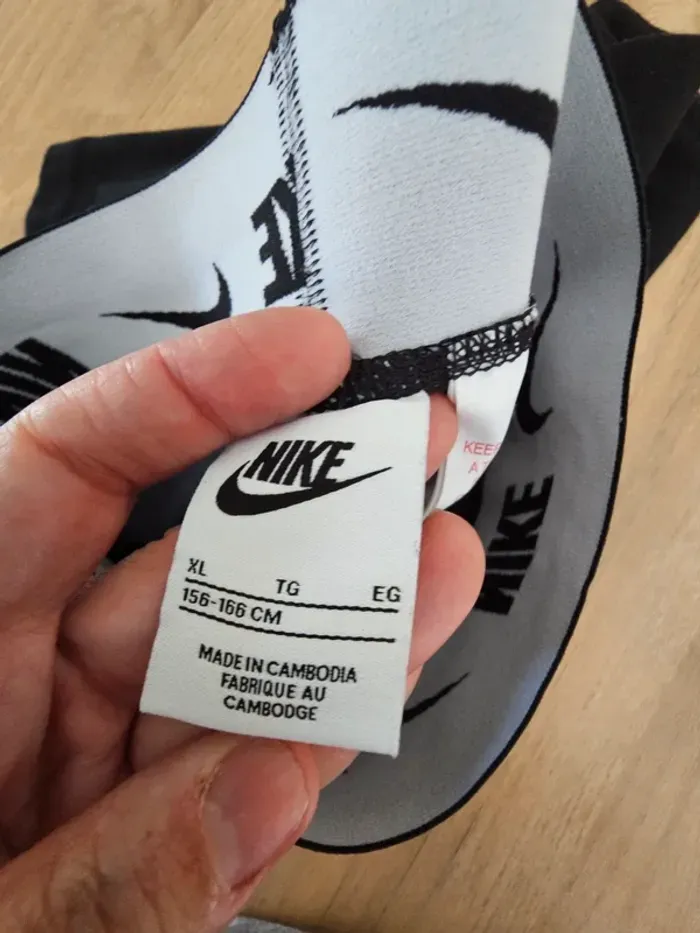 NIKE
XL TG EG
156-166 CM
MADE IN CAMBODIA
FABRIQUE AU
CAMBODGE
NIKE